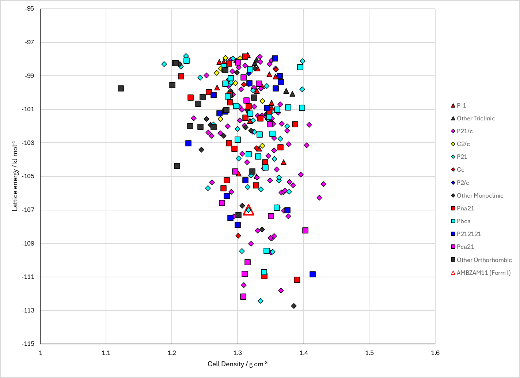 -95
-97
-99
-101
-103
-105
-107
-109
-111
-113
-115
Lattice energy / kJ mol⁻¹
1
1.1
1.2
1.3
1.4
1.5
1.6
Cell Density / g cm⁻³
P-1
Other Triclinic
P21/c
C2/c
P21
Cc
P2/c
Other Monoclinic
Pna21
Pbca
P212121
Pca21
Other Orthorhombic
AMBZAM11 (Form I)